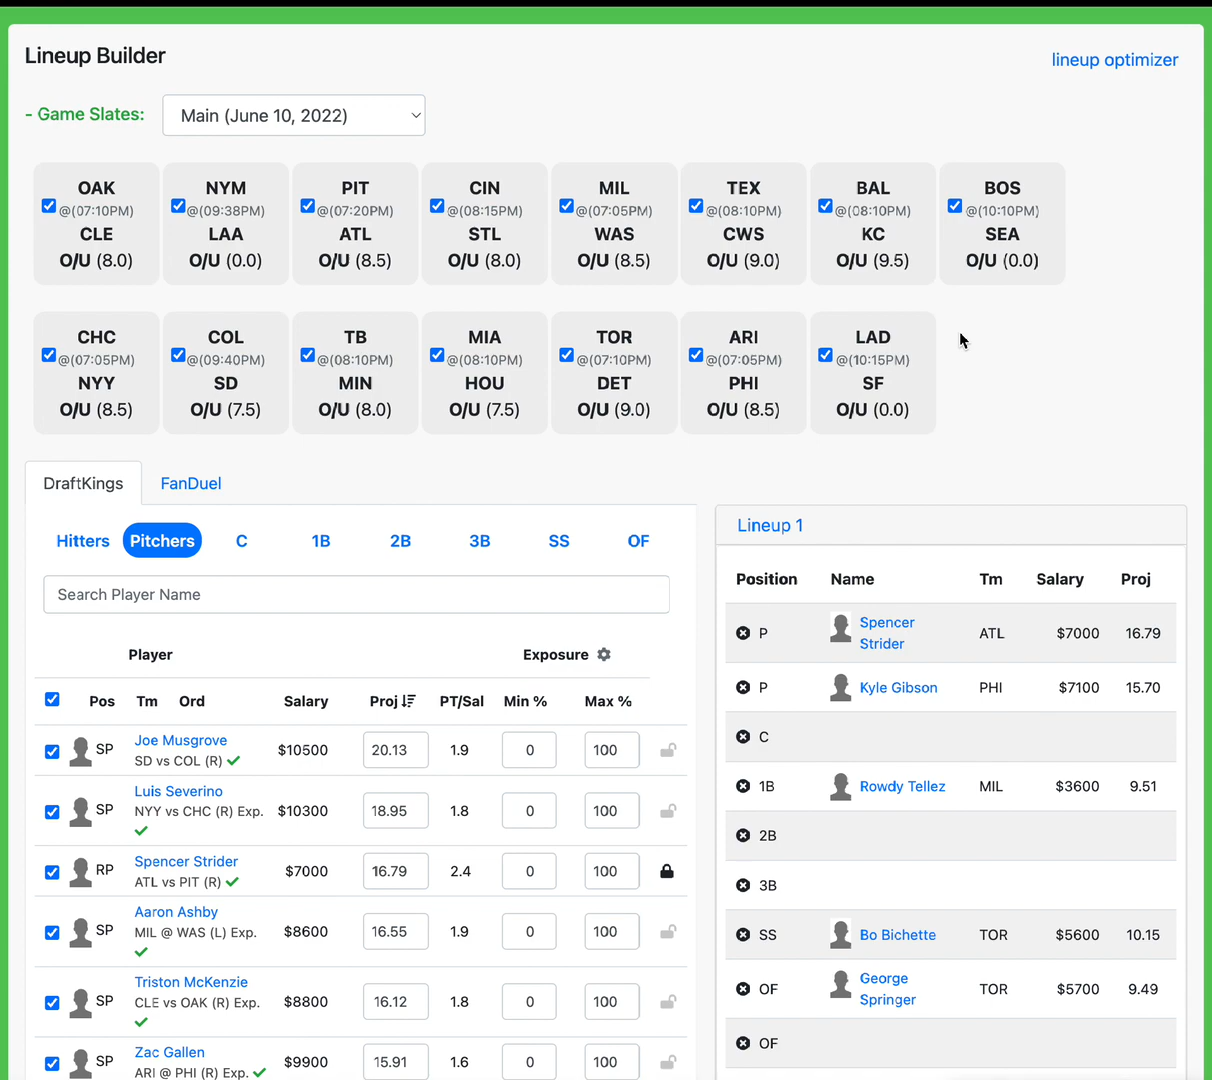 Lineup Builder
lineup optimizer
- Game Slates: Main (June 10, 2022)
OAK NYM PIT CIN MIL TEX BAL BOS
@(07:10PM) @(09:38PM) @(07:20PM) @(08:15PM) @(07:05PM) @(08:10PM) @(08:10PM) @(10:10PM)
CLE LAA ATL STL WAS CWS KC SEA
O/U (8.0) O/U (0.0) O/U (8.5) O/U (8.0) O/U (8.5) O/U (9.0) O/U (9.5) O/U (0.0)
CHC COL TB MIA TOR ARI LAD
@(07:05PM) @(09:40PM) @(08:10PM) @(08:10PM) @(07:10PM) @(07:05PM) @(10:15PM)
NYY SD MIN HOU DET PHI SF
O/U (8.5) O/U (7.5) O/U (8.0) O/U (7.5) O/U (9.0) O/U (8.5) O/U (0.0)
DraftKings FanDuel
Hitters Pitchers C 1B 2B 3B SS OF
Search Player Name
Player Exposure
Pos Tm Ord Salary Proj PT/Sal Min % Max %
SP Joe Musgrove $10500 20.13 1.9 0 100
SD vs COL (R)
SP Luis Severino $10300 18.95 1.8 0 100
NYY vs CHC (R) Exp.
RP Spencer Strider $7000 16.79 2.4 0 100
ATL vs PIT (R)
SP Aaron Ashby $8600 16.55 1.9 0 100
MIL @ WAS (L) Exp.
SP Triston McKenzie $8800 16.12 1.8 0 100
CLE vs OAK (R) Exp.
SP Zac Gallen $9900 15.91 1.6 0 100
ARI @ PHI (R) Exp.
Lineup 1
Position Name Tm Salary Proj
P Spencer Strider ATL $7000 16.79
P Kyle Gibson PHI $7100 15.70
C
1B Rowdy Tellez MIL $3600 9.51
2B
3B
SS Bo Bichette TOR $5600 10.15
OF George Springer TOR $5700 9.49
OF